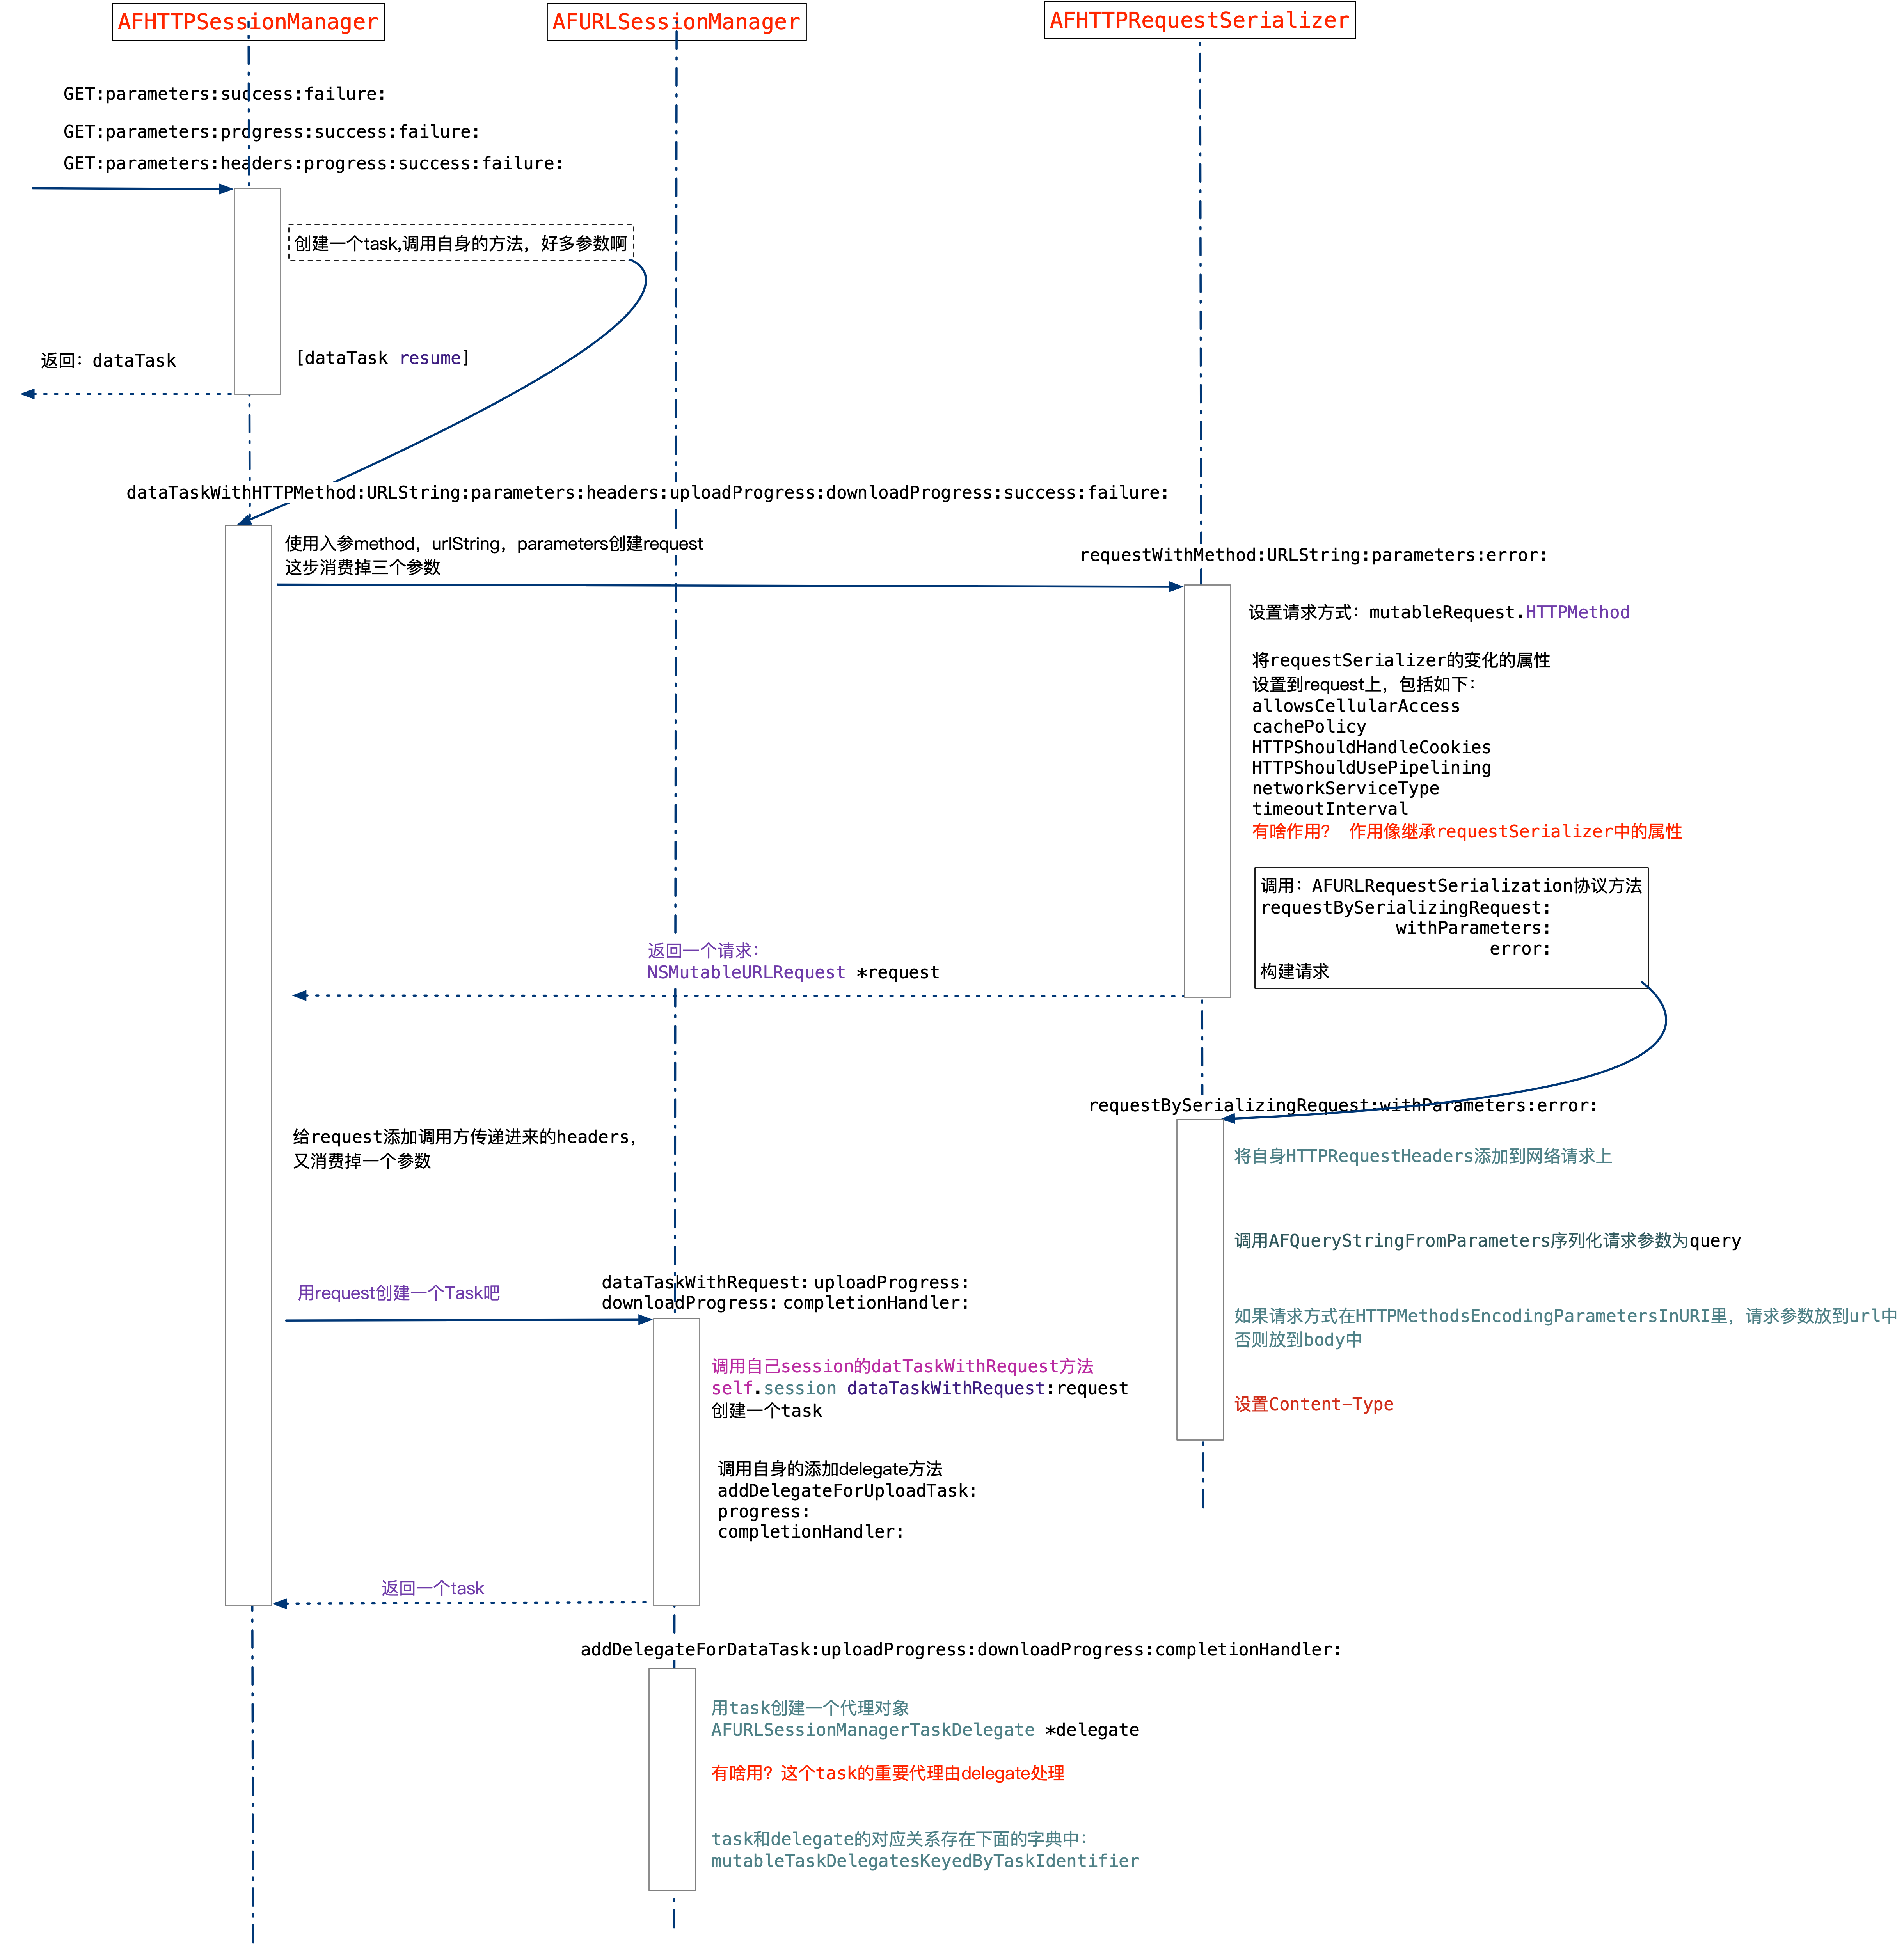 AFHTTPSessionManager
AFURLSessionManager
AFHTTPRequestSerializer
GET:parameters:success:failure:
GET:parameters:progress:success:failure:
GET:parameters:headers:progress:success:failure:
创建一个task,调用自身的方法，好多参数啊
返回：dataTask
[dataTask resume]
dataTaskWithHTTPMethod:URLString:parameters:headers:uploadProgress:downloadProgress:success:failure:
使用入参method，urlString，parameters创建request
这步消费掉三个参数
requestWithMethod:URLString:parameters:error:
设置请求方式：mutableRequest.HTTPMethod
将requestSerializer的变化的属性
设置到request上，包括如下：
allowsCellularAccess
cachePolicy
HTTPShouldHandleCookies
HTTPShouldUsePipelining
networkServiceType
timeoutInterval
有啥作用？ 作用像继承requestSerializer中的属性
调用：AFURLRequestSerialization协议方法
requestBySerializingRequest:
withParameters:
error:
构建请求
返回一个请求：
NSMutableURLRequest *request
requestBySerializingRequest:withParameters:error:
给request添加调用方传递进来的headers，
又消费掉一个参数
将自身HTTPRequestHeaders添加到网络请求上
调用AFQueryStringFromParameters序列化请求参数为query
用request创建一个Task吧
dataTaskWithRequest:uploadProgress:
downloadProgress:completionHandler:
如果请求方式在HTTPMethodsEncodingParametersInURI里，请求参数放到url中
否则放到body中
调用自己session的datTaskWithRequest方法
self.session dataTaskWithRequest:request
创建一个task
设置Content-Type
调用自身的添加delegate方法
addDelegateForUploadTask:
progress:
completionHandler:
返回一个task
addDelegateForDataTask:uploadProgress:downloadProgress:completionHandler:
用task创建一个代理对象
AFURLSessionManagerTaskDelegate *delegate
有啥用？这个task的重要代理由delegate处理
task和delegate的对应关系存在下面的字典中：
mutableTaskDelegatesKeyedByTaskIdentifier